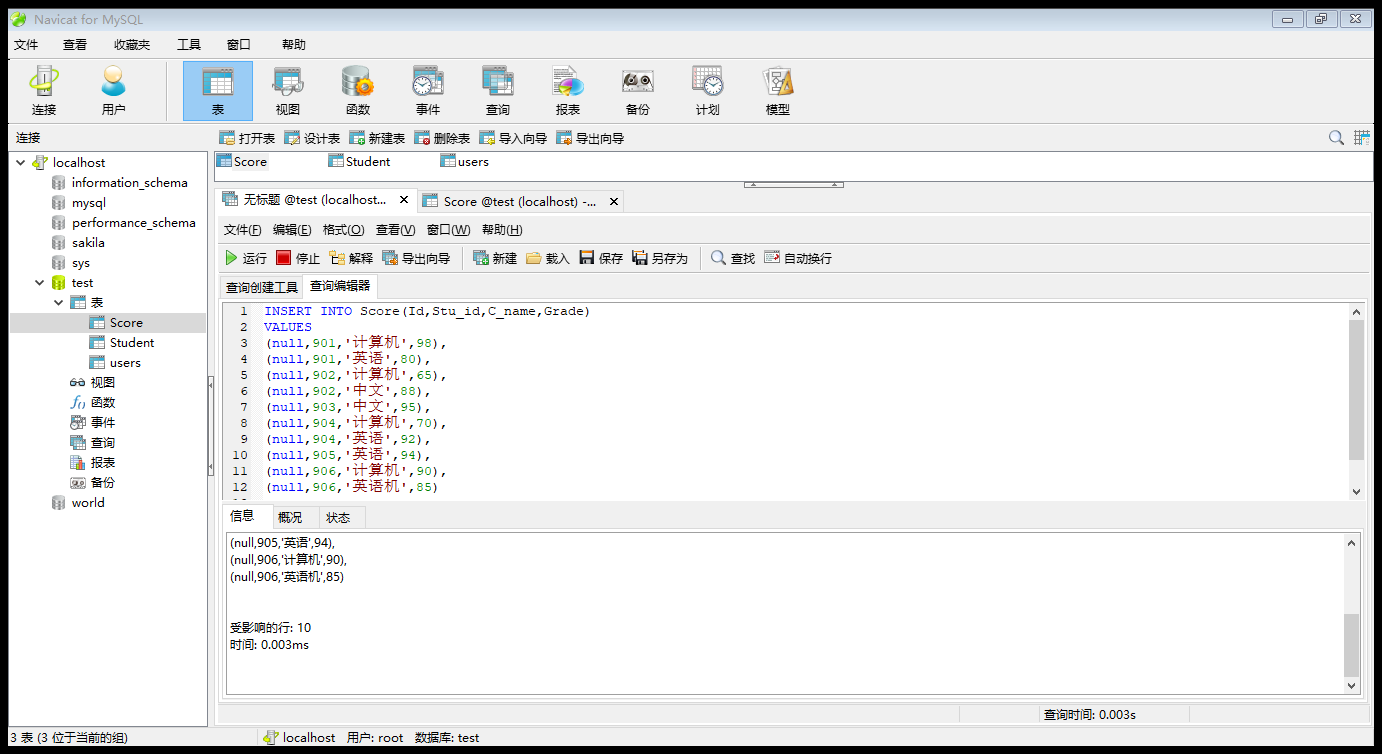 Navicat for MySQL
文件 查看 收藏夹 工具 窗口 帮助
连接 用户 表 视图 函数 事件 查询 报表 备份 计划 模型
连接
打开表 设计表 新建表 删除表 导入向导 导出向导
localhost
information_schema
mysql
performance_schema
sakila
sys
test
表
Score
Student
users
视图
函数
事件
查询
报表
备份
world
Score Student users
无标题 @test (localhost... Score @test (localhost) -...
文件(F) 编辑(E) 格式(O) 查看(V) 窗口(W) 帮助(H)
运行 停止 解释 导出向导 新建 载入 保存 另存为 查找 自动换行
查询创建工具 查询编辑器
1 INSERT INTO Score(Id,Stu_id,C_name,Grade)
2 VALUES
3 (null,901,'计算机',98),
4 (null,901,'英语',80),
5 (null,902,'计算机',65),
6 (null,902,'中文',88),
7 (null,903,'中文',95),
8 (null,904,'计算机',70),
9 (null,904,'英语',92),
10 (null,905,'英语',94),
11 (null,906,'计算机',90),
12 (null,906,'英语机',85)
信息 概况 状态
(null,905,'英语',94),
(null,906,'计算机',90),
(null,906,'英语机',85)
受影响的行: 10
时间: 0.003ms
查询时间: 0.003s
3 表 (3 位于当前的组) localhost 用户: root 数据库: test